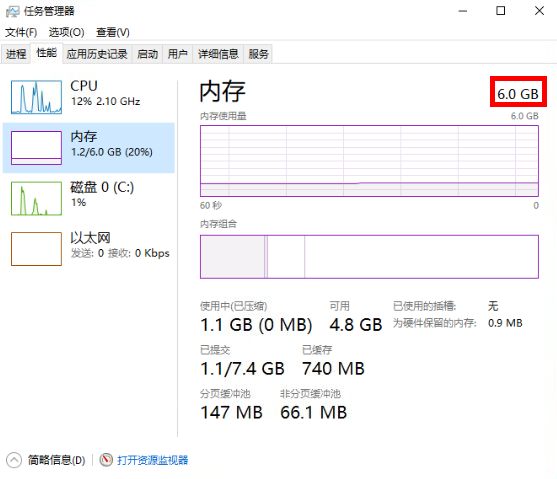 任务管理器
文件(F) 选项(O) 查看(V)
进程 性能 应用历史记录 启动 用户 详细信息 服务
CPU
12% 2.10 GHz
内存
1.2/6.0 GB (20%)
磁盘 0 (C:)
1%
以太网
发送: 0 接收: 0 Kbps
内存 6.0 GB
内存使用量 6.0 GB
60 秒 0
内存组合
使用中(已压缩) 可用 已使用的插槽: 无
1.1 GB (0 MB) 4.8 GB 为硬件保留的内存: 0.9 MB
已提交 已缓存
1.1/7.4 GB 740 MB
分页缓冲池 非分页缓冲池
147 MB 66.1 MB
简略信息(D) 打开资源监视器